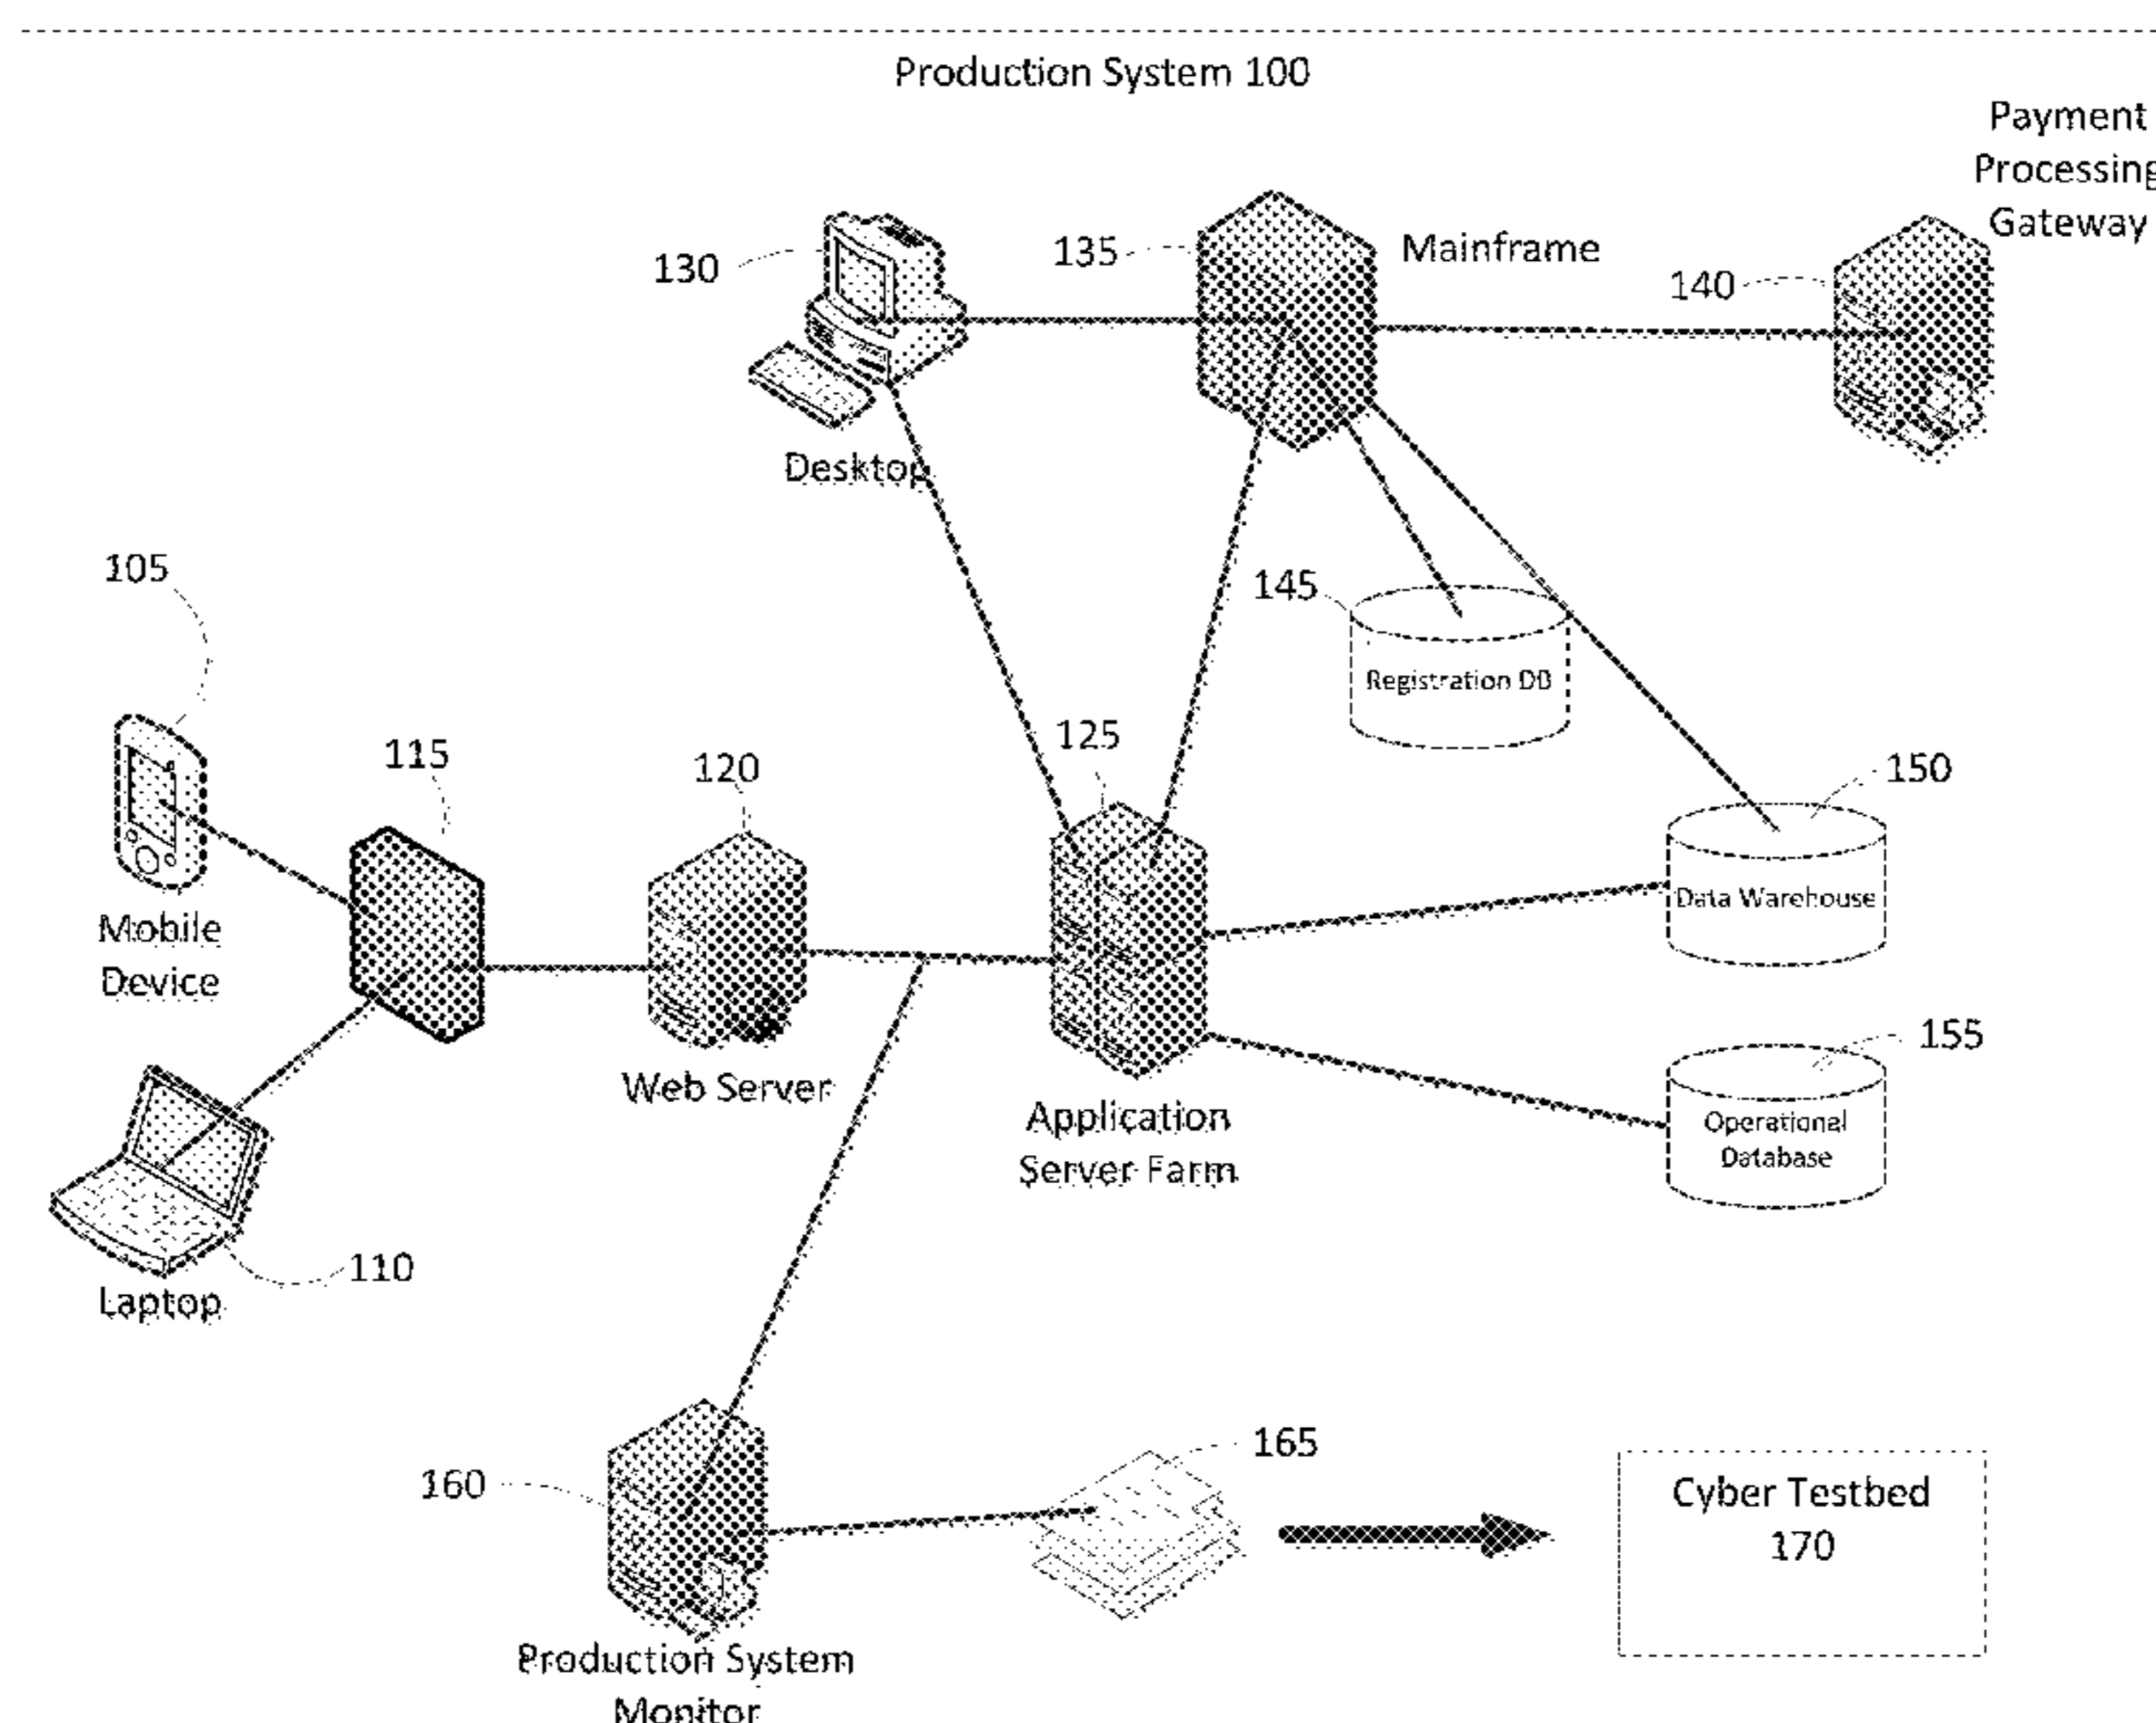 Production System 100
Payment
Processing
Gateway
130
135
Mainframe
140
Desktop
105
145
Registration DB
115
120
125
150
Mobile
Device
Data Warehouse
Web Server
155
Application
Server Farm
Operational
Database
110
Laptop
160
165
Cyber Testbed
170
Production System
Monitor